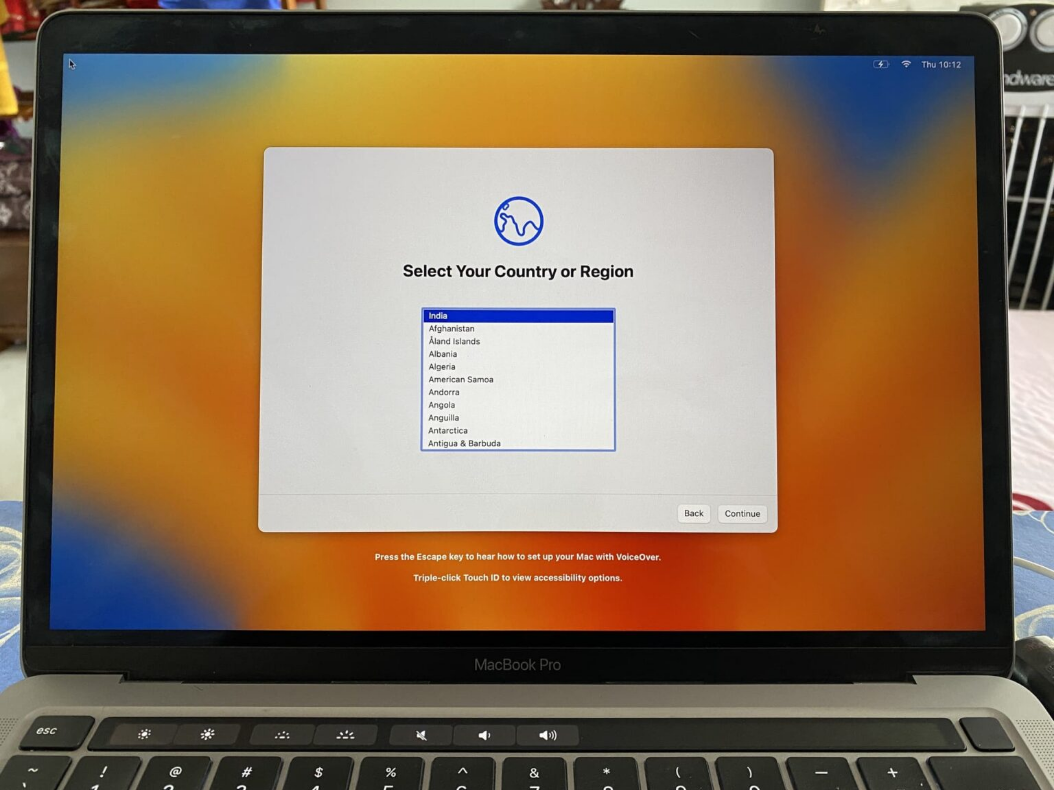 Thu 10:12
ndware
Select Your Country or Region
India
Afghanistan
Åland Islands
Albania
Algeria
American Samoa
Andorra
Angola
Anguilla
Antarctica
Antigua & Barbuda
Back Continue
Press the Escape key to hear how to set up your Mac with VoiceOver.
Triple-click Touch ID to view accessibility options.
MacBook Pro
esc
~ ! @ # $ % ^ & * ( ) — +